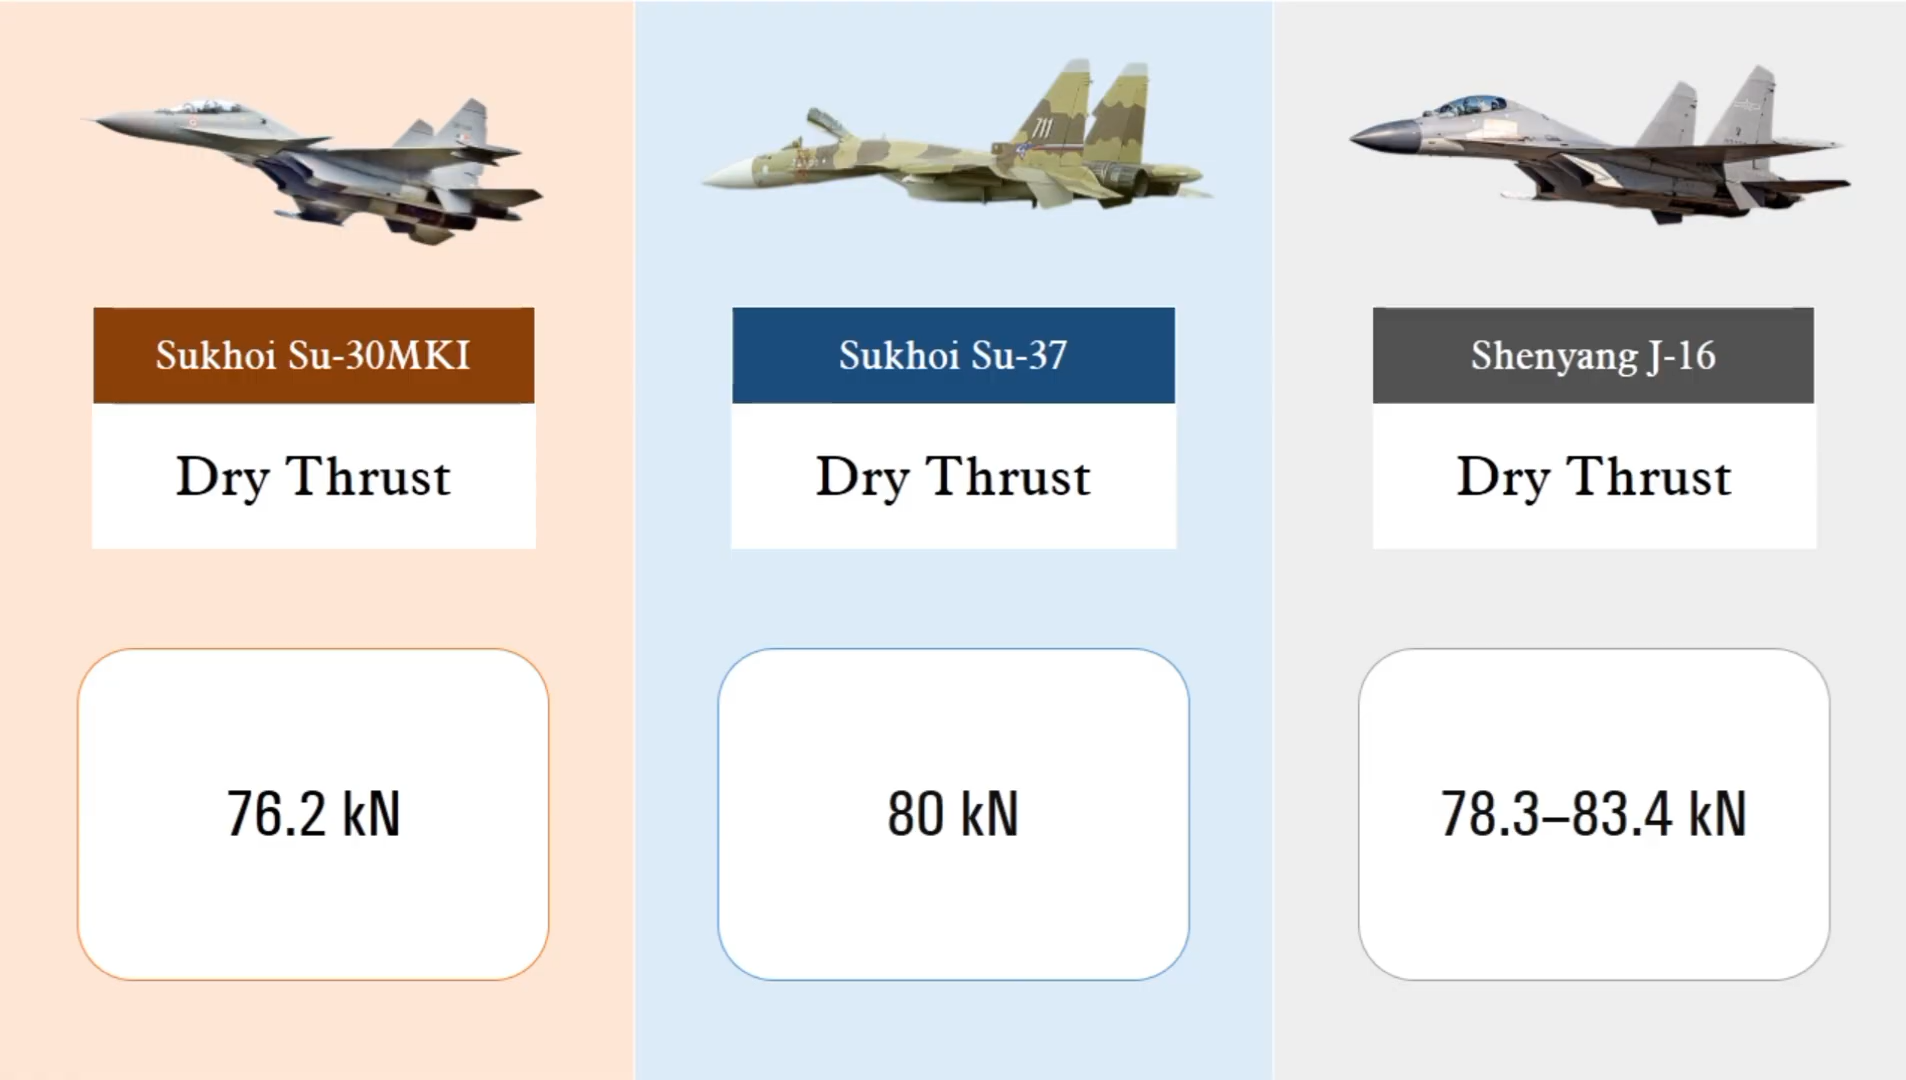 711
Sukhoi Su-30MKI
Sukhoi Su-37
Shenyang J-16
Dry Thrust
Dry Thrust
Dry Thrust
76.2 kN
80 kN
78.3–83.4 kN